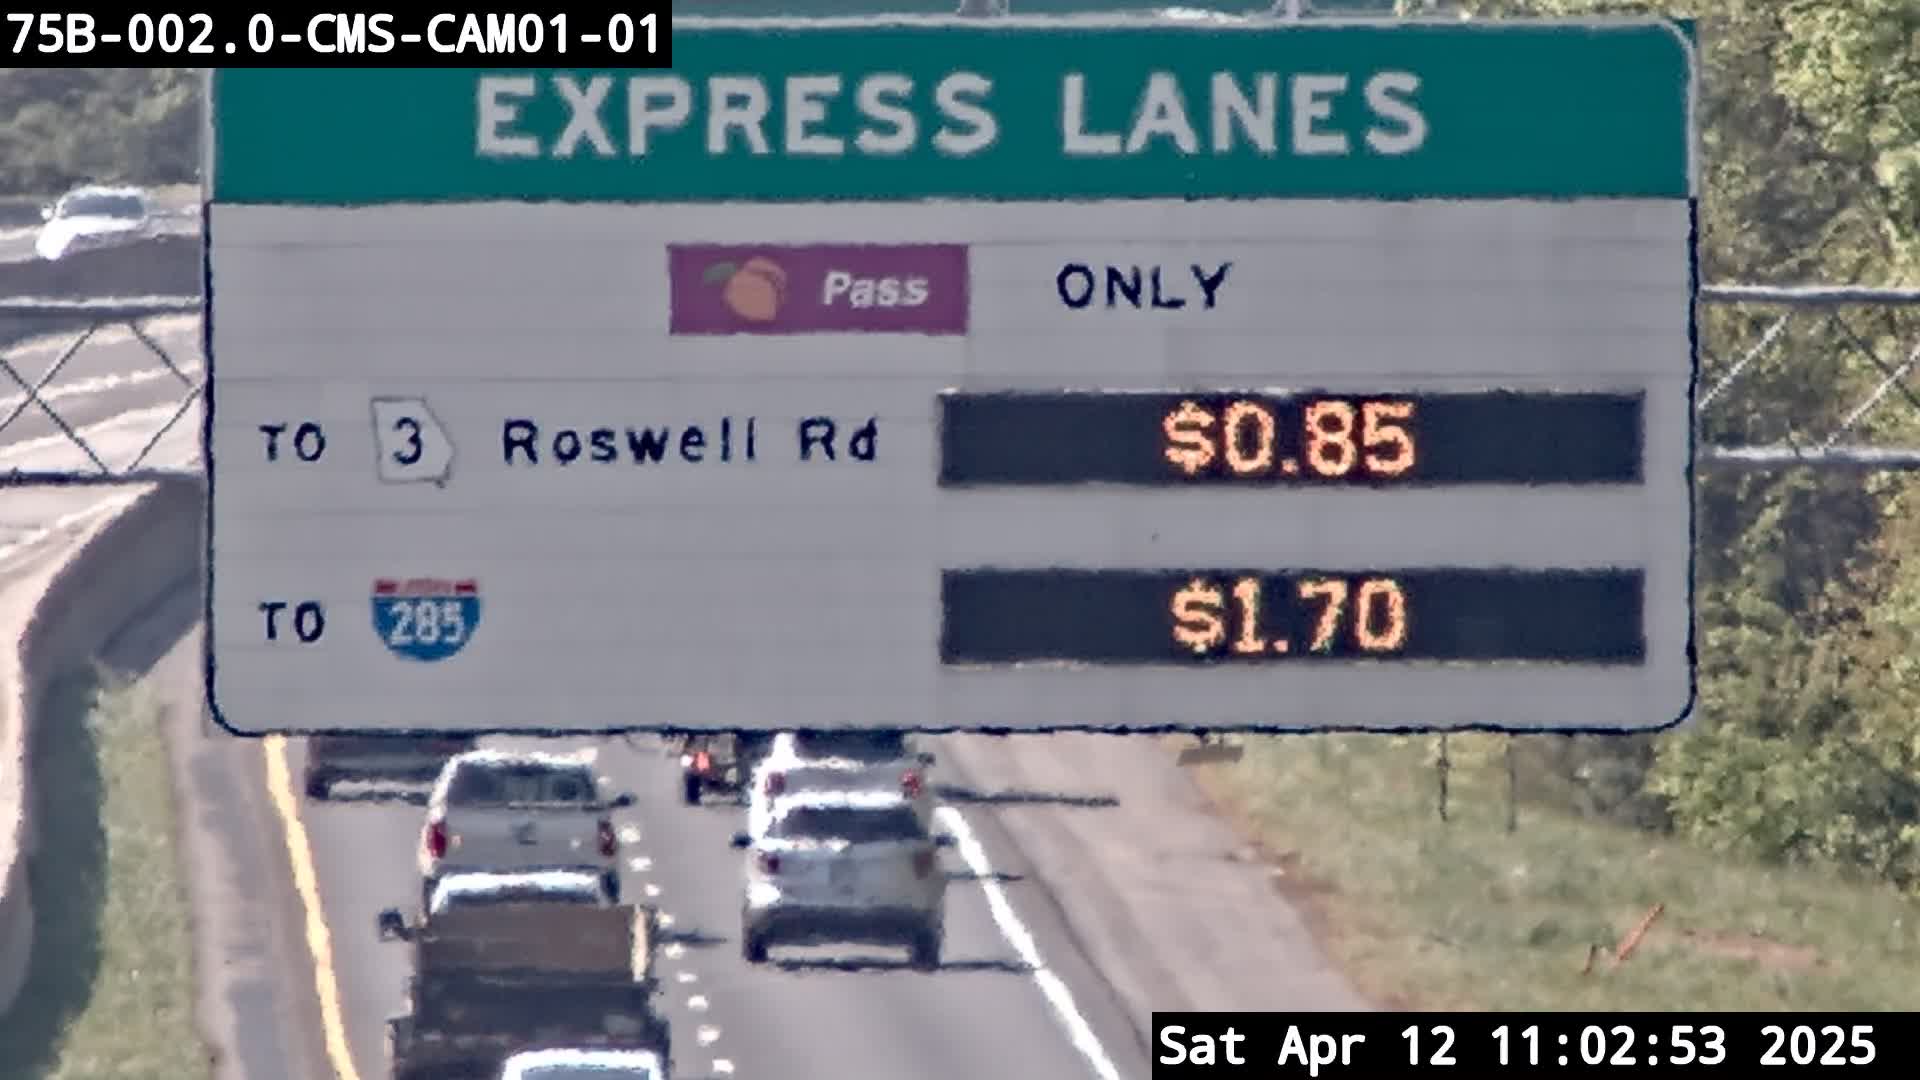 75B-002.0-CMS-CAM01-01
EXPRESS LANES
Pass ONLY
TO 3 Roswell Rd $0.85
TO 285 $1.70
Sat Apr 12 11:02:53 2025